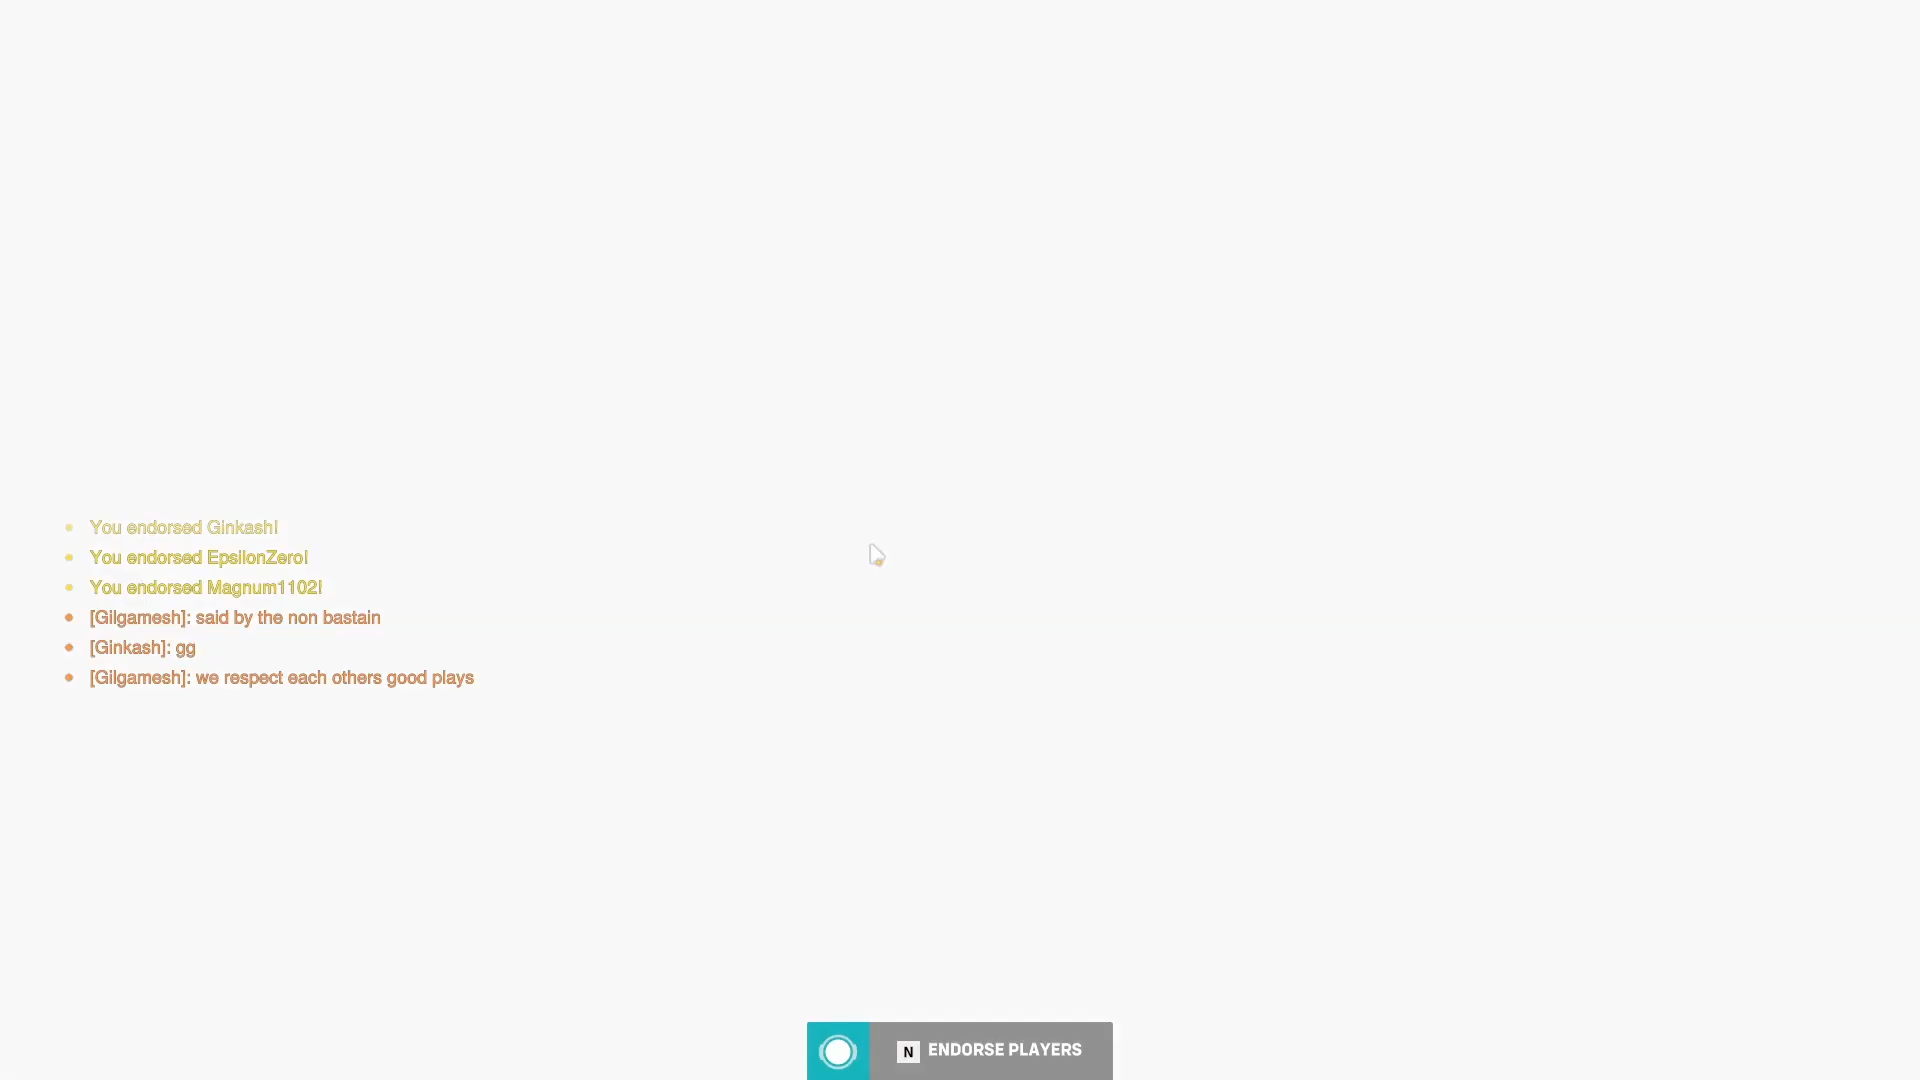 You endorsed Ginkash!
You endorsed EpsilonZero!
You endorsed Magnum1102!
[Gilgamesh]: said by the non bastain
[Ginkash]: gg
[Gilgamesh]: we respect each others good plays
N ENDORSE PLAYERS